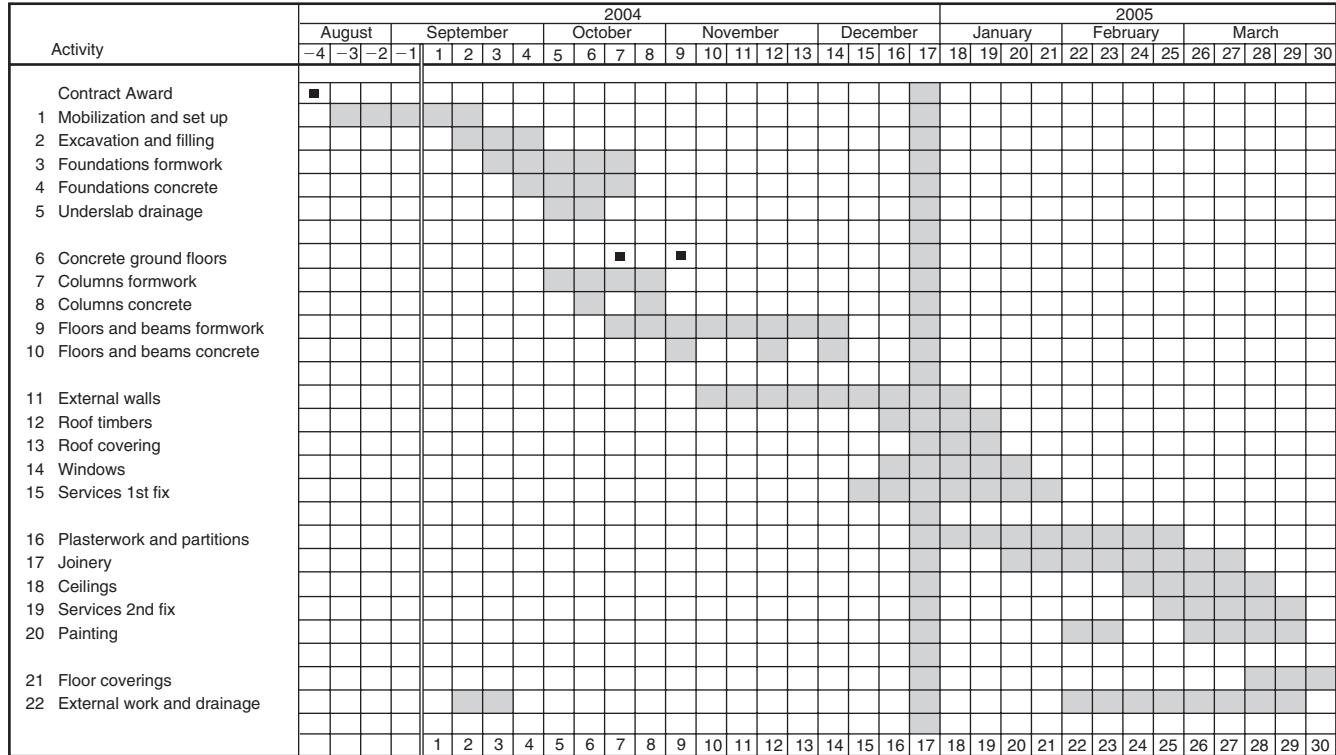 2004 2005
August September October November December January February March
Activity
−4 −3 −2 −1 1 2 3 4 5 6 7 8 9 10 11 12 13 14 15 16 17 18 19 20 21 22 23 24 25 26 27 28 29 30
Contract Award
1 Mobilization and set up
2 Excavation and filling
3 Foundations formwork
4 Foundations concrete
5 Underslab drainage
6 Concrete ground floors
7 Columns formwork
8 Columns concrete
9 Floors and beams formwork
10 Floors and beams concrete
11 External walls
12 Roof timbers
13 Roof covering
14 Windows
15 Services 1st fix
16 Plasterwork and partitions
17 Joinery
18 Ceilings
19 Services 2nd fix
20 Painting
21 Floor coverings
22 External work and drainage
1 2 3 4 5 6 7 8 9 10 11 12 13 14 15 16 17 18 19 20 21 22 23 24 25 26 27 28 29 30